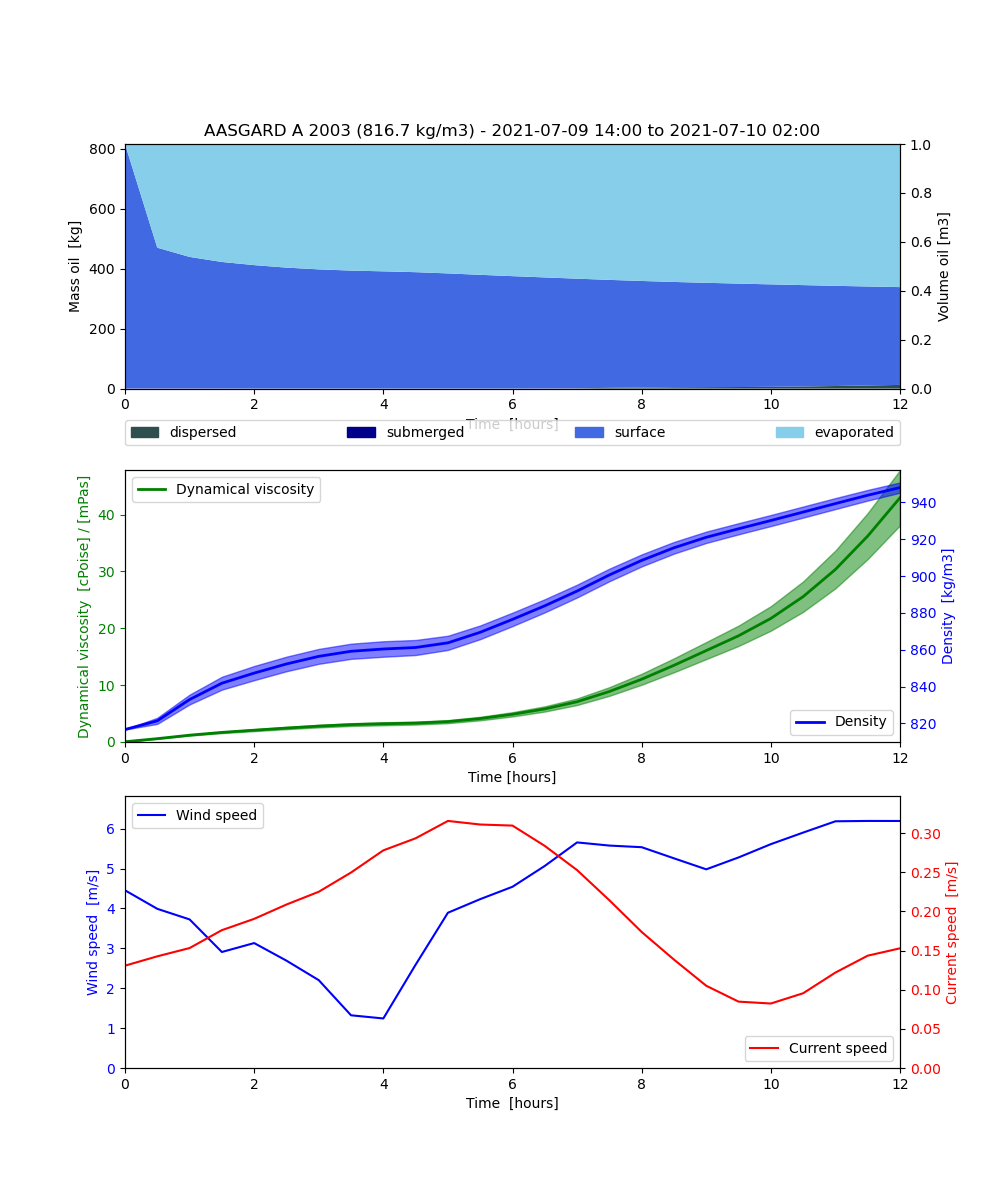 AASGARD A 2003 (816.7 kg/m3) - 2021-07-09 14:00 to 2021-07-10 02:00
Mass oil [kg]
800
600
400
200
0
1.0
0.8
0.6
0.4
0.2
0.0
Volume oil [m3]
0 2 4 6 8 10 12
Time [hours]
dispersed submerged surface evaporated
Dynamical viscosity [cPoise] / [mPas]
40
30
20
10
0
Dynamical viscosity
940
920
900
880
860
840
820
Density [kg/m3]
Density
0 2 4 6 8 10 12
Time [hours]
Wind speed [m/s]
6
5
4
3
2
1
0
Wind speed
0.30
0.25
0.20
0.15
0.10
0.05
0.00
Current speed [m/s]
Current speed
0 2 4 6 8 10 12
Time [hours]